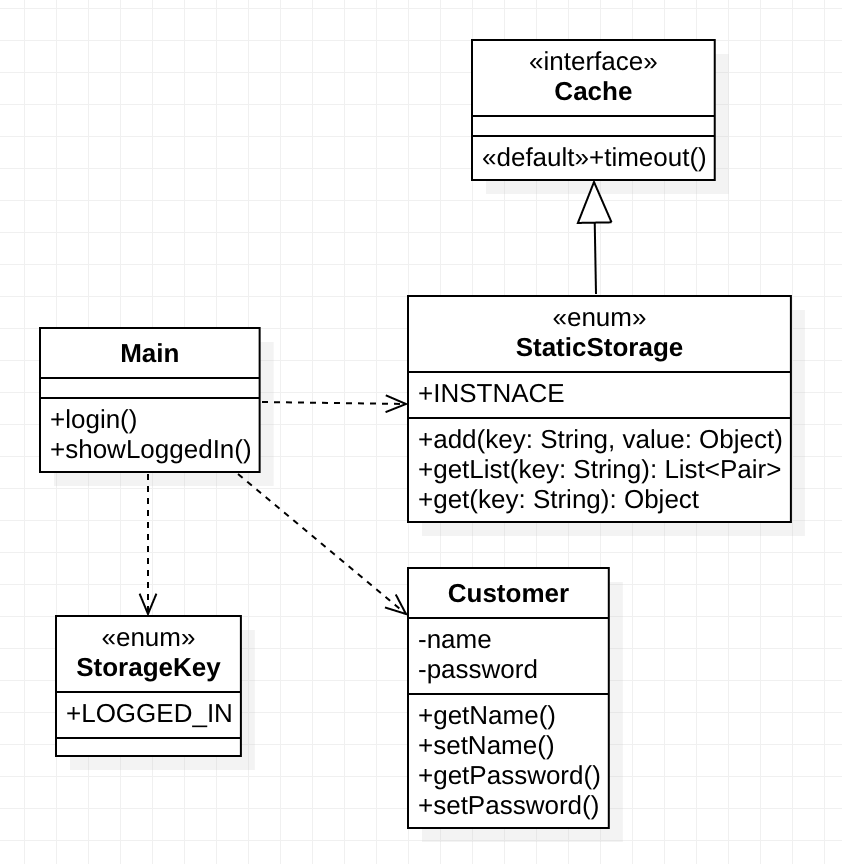 «interface»
Cache
«default»+timeout()
«enum»
StaticStorage
+INSTNACE
+add(key: String, value: Object)
+getList(key: String): List<Pair>
+get(key: String): Object
Main
+login()
+showLoggedIn()
«enum»
StorageKey
+LOGGED_IN
Customer
-name
-password
+getName()
+setName()
+getPassword()
+setPassword()